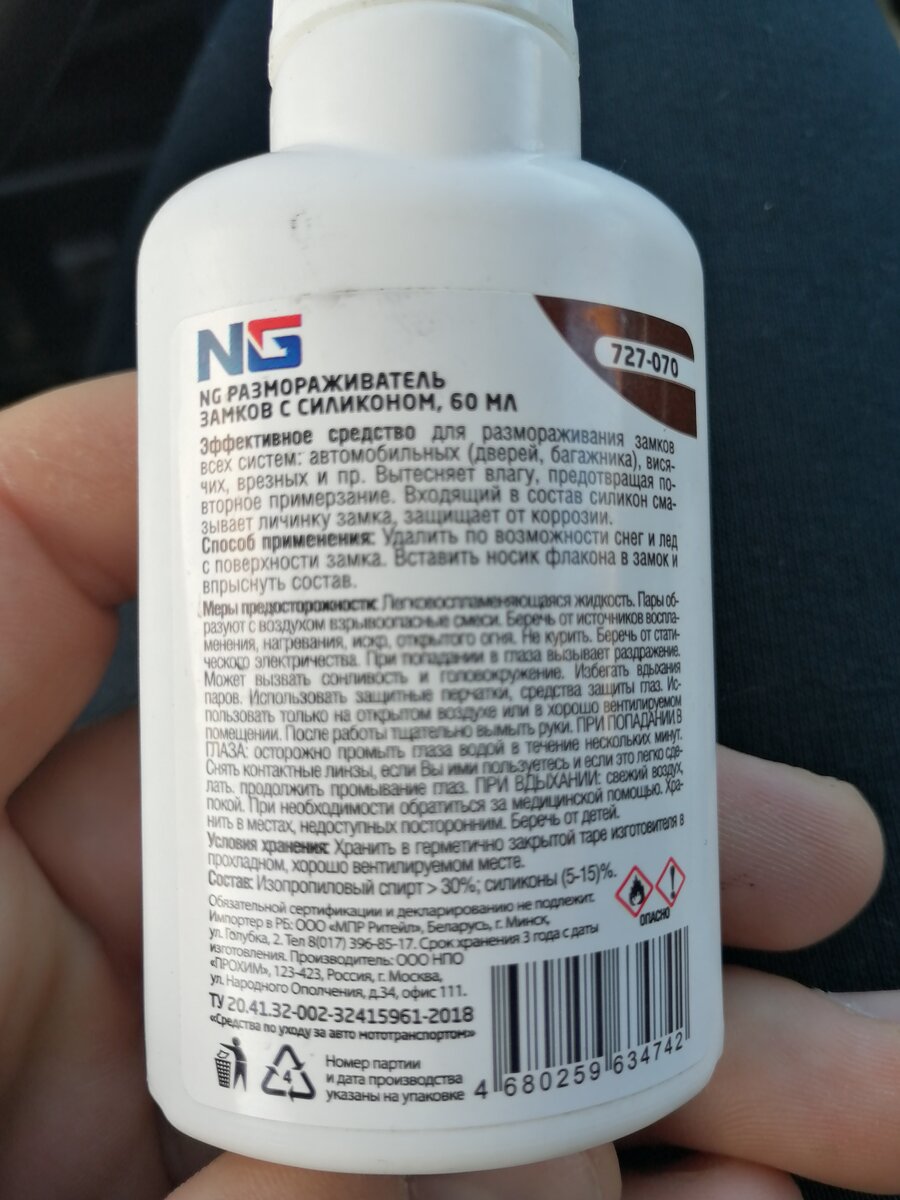 NG
727-070
NG РАЗМОРАЖИВАТЕЛЬ
ЗАМКОВ С СИЛИКОНОМ, 60 МЛ
Эффективное средство для размораживания замков
всех систем: автомобильных (дверей, багажника), вися-
чих, врезных и пр. Вытесняет влагу, предотвращая по-
вторное примерзание. Входящий в состав силикон сма-
зывает личинку замка, защищает от коррозии.
Способ применения: Удалить по возможности снег и лед
с поверхности замка. Вставить носик флакона в замок и
впрыснуть состав.
Меры предосторожности: Легковоспламеняющаяся жидкость. Пары об-
разуют с воздухом взрывоопасные смеси. Беречь от источников воспла-
менения, нагревания, искр, открытого огня. Не курить. Беречь от стати-
ческого электричества. При попадании в глаза вызывает раздражение.
Может вызвать сонливость и головокружение. Избегать вдыхания
паров. Использовать защитные перчатки, средства защиты глаз. Ис-
пользовать только на открытом воздухе или в хорошо вентилируемом
помещении. После работы тщательно вымыть руки. ПРИ ПОПАДАНИИ В
ГЛАЗА: осторожно промыть глаза водой в течение нескольких минут.
Снять контактные линзы, если Вы ими пользуетесь и если это легко сде-
лать, продолжить промывание глаз. ПРИ ВДЫХАНИИ: свежий воздух,
покой. При необходимости обратиться за медицинской помощью. Хра-
нить в местах, недоступных посторонним. Беречь от детей.
Условия хранения: Хранить в герметично закрытой таре изготовителя в
прохладном, хорошо вентилируемом месте.
Состав: Изопропиловый спирт > 30%; силиконы (5-15)%.
ОПАСНО
Обязательной сертификации и декларированию не подлежит.
Импортер в РБ: ООО «МПР Ритейл», Беларусь, г. Минск,
ул. Голубка, 2. Тел 8(017) 396-85-17. Срок хранения 3 года с даты
изготовления. Производитель: ООО НПО
«ПРОХИМ», 123-423, Россия, г. Москва,
ул. Народного Ополчения, д.34, офис 111.
ТУ 20.41.32-002-32415961-2018
«Средства по уходу за авто мототранспортом»
4
Номер партии
и дата производства
указаны на упаковке
4 680259 634742